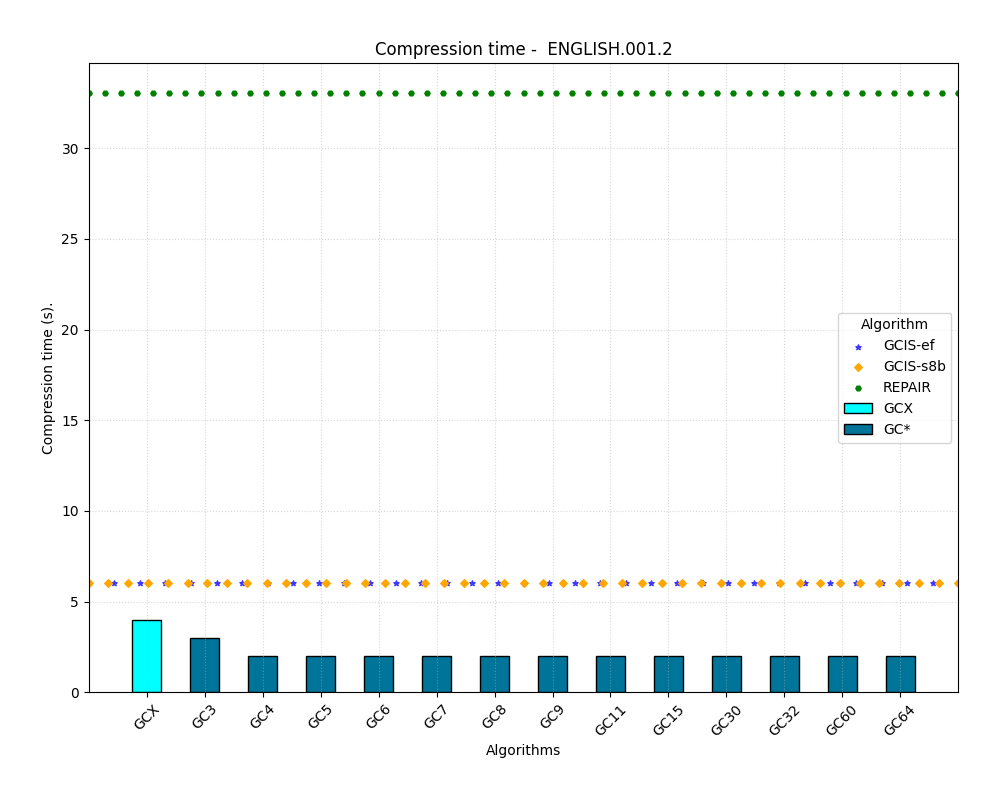 Compression time -  ENGLISH.001.2
Compression time (s).
30
25
20
15
10
5
0
Algorithm
GCIS-ef
GCIS-s8b
REPAIR
GCX
GC*
GCX
GC3
GC4
GC5
GC6
GC7
GC8
GC9
GC11
GC15
GC30
GC32
GC60
GC64
Algorithms